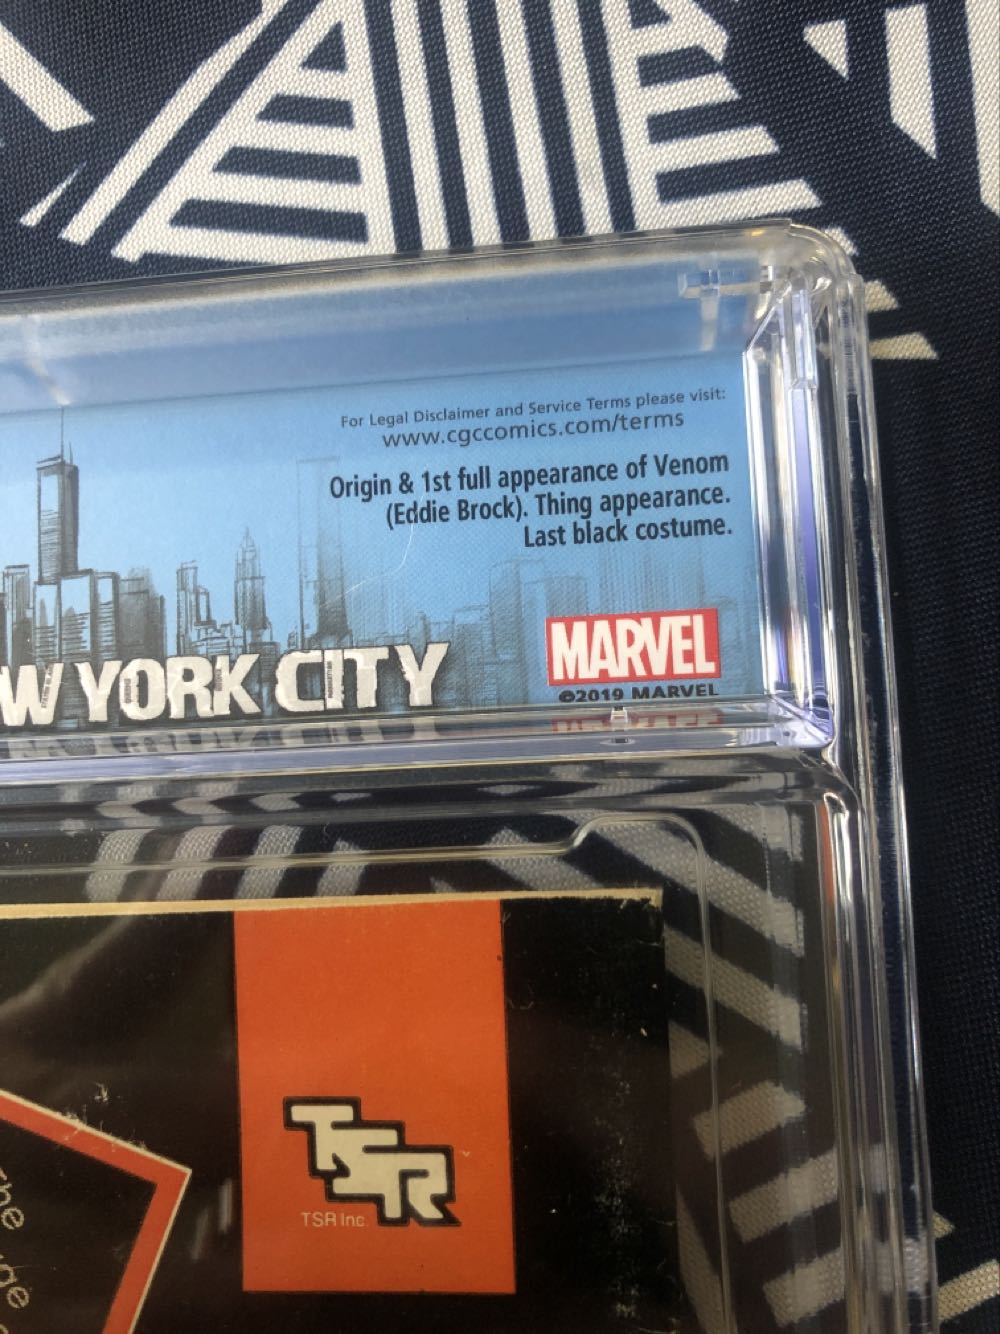 For Legal Disclaimer and Service Terms please visit:
www.cgccomics.com/terms
Origin & 1st full appearance of Venom
(Eddie Brock). Thing appearance.
Last black costume.
W YORK CITY
MARVEL
©2019 MARVEL
TSR
TSR Inc.
the